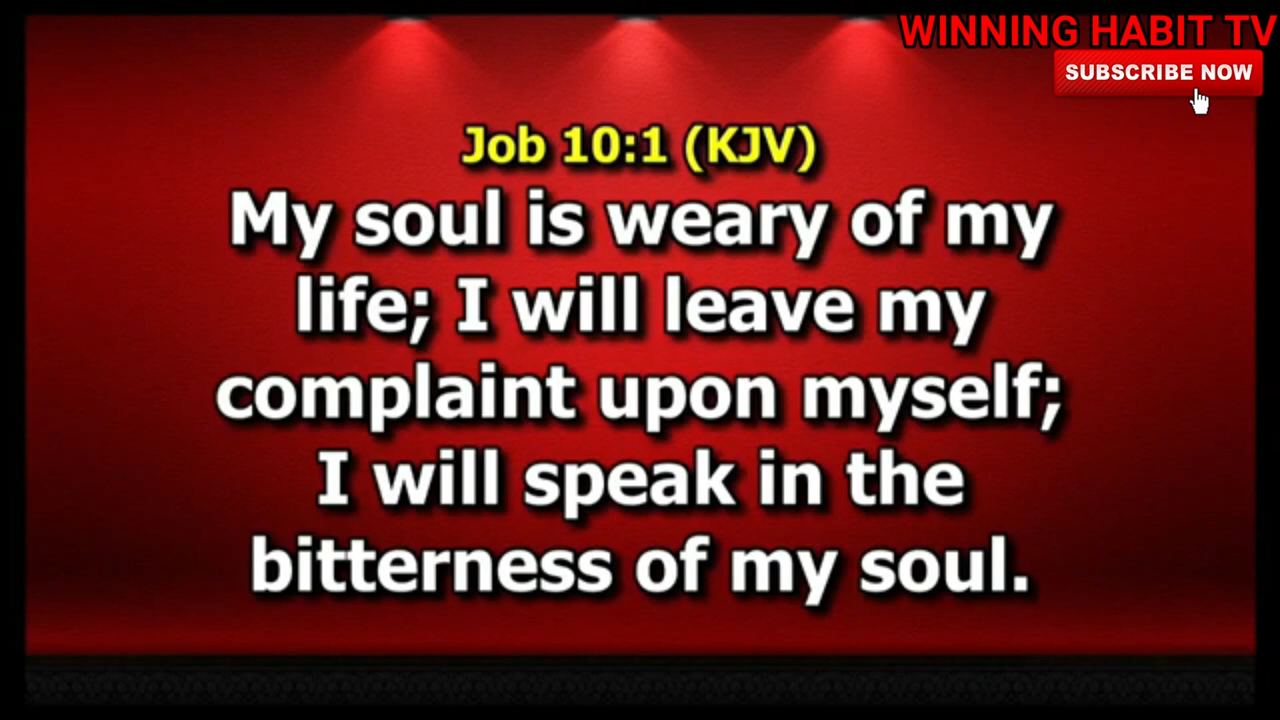 WINNING HABIT TV
SUBSCRIBE NOW
Job 10:1 (KJV)
My soul is weary of my
life; I will leave my
complaint upon myself;
I will speak in the
bitterness of my soul.